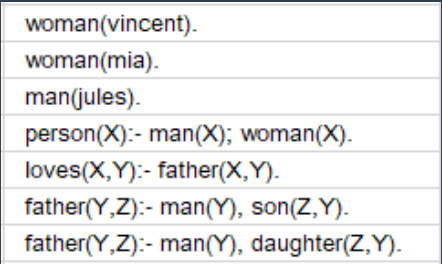 woman(vincent).
woman(mia).
man(jules).
person(X):- man(X); woman(X).
loves(X,Y):- father(X,Y).
father(Y,Z):- man(Y), son(Z,Y).
father(Y,Z):- man(Y), daughter(Z,Y).